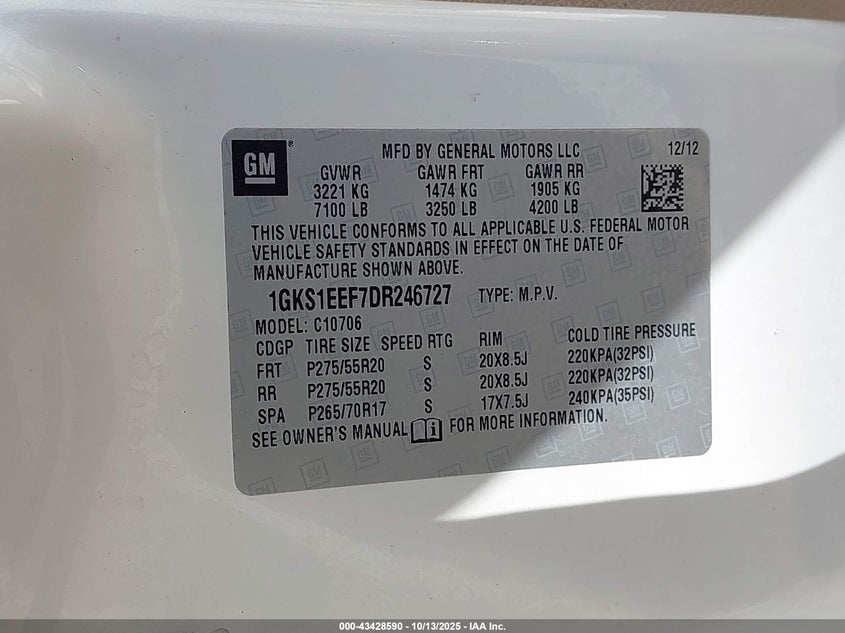 GM
MFD BY GENERAL MOTORS LLC 12/12
GVWR GAWR FRT GAWR RR
3221 KG 1474 KG 1905 KG
7100 LB 3250 LB 4200 LB
THIS VEHICLE CONFORMS TO ALL APPLICABLE U.S. FEDERAL MOTOR
VEHICLE SAFETY STANDARDS IN EFFECT ON THE DATE OF
MANUFACTURE SHOWN ABOVE.
1GKS1EEF7DR246727 TYPE: M.P.V.
MODEL: C10706
CDGP TIRE SIZE SPEED RTG RIM COLD TIRE PRESSURE
FRT P275/55R20 S 20X8.5J 220KPA(32PSI)
RR P275/55R20 S 20X8.5J 220KPA(32PSI)
SPA P265/70R17 S 17X7.5J 240KPA(35PSI)
SEE OWNER'S MANUAL FOR MORE INFORMATION.
000-43428590 - 10/13/2025 - IAA Inc.